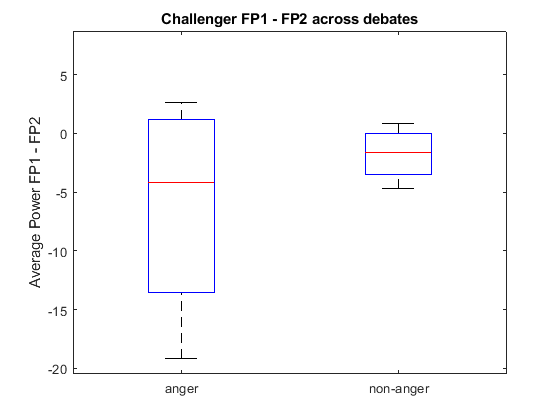 Challenger FP1 - FP2 across debates
Average Power FP1 - FP2
5
0
-5
-10
-15
-20
anger
non-anger